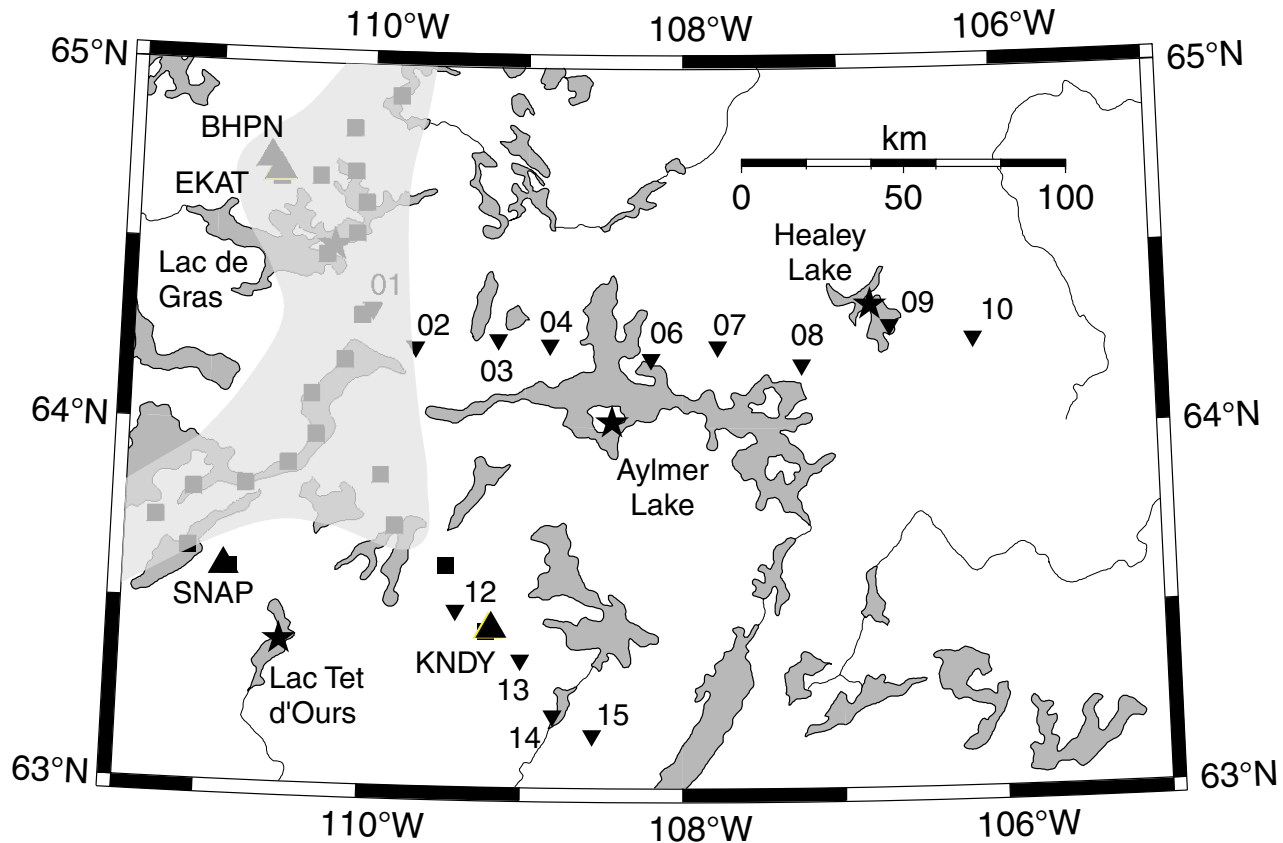 110°W
108°W
106°W
65°N
65°N
BHPN
km
EKAT
0
50
100
Healey
Lake
Lac de
Gras
01
02
04
06
07
08
09
10
03
64°N
64°N
Aylmer
Lake
SNAP
12
KNDY
Lac Tet
d'Ours
13
14
15
63°N
63°N
110°W
108°W
106°W